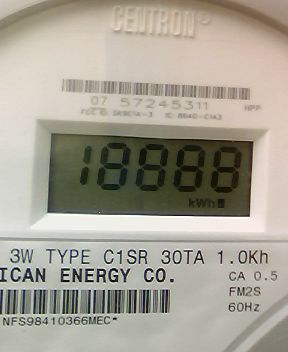 CENTRON®
07 57245311
HPP
18888
kWh
3W TYPE C1SR 30TA 1.0Kh
ICAN ENERGY CO.
CA 0.5
FM2S
60Hz
NFS98410366MEC*